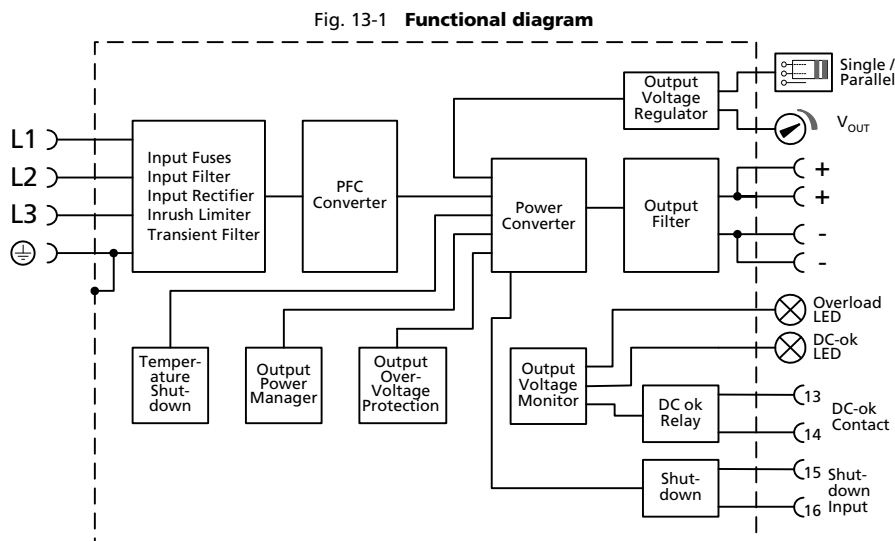 Fig. 13-1 Functional diagram
Single /
Parallel
Output
Voltage
Regulator
V_OUT
L1
L2
L3
Input Fuses
Input Filter
Input Rectifier
Inrush Limiter
Transient Filter
PFC
Converter
Power
Converter
Output
Filter
+
+
-
-
Temper-
ature
Shut-
down
Output
Power
Manager
Output
Over-
Voltage
Protection
Output
Voltage
Monitor
Overload
LED
DC-ok
LED
DC ok
Relay
13
14
DC-ok
Contact
Shut-
down
15
16
Shut-
down
Input